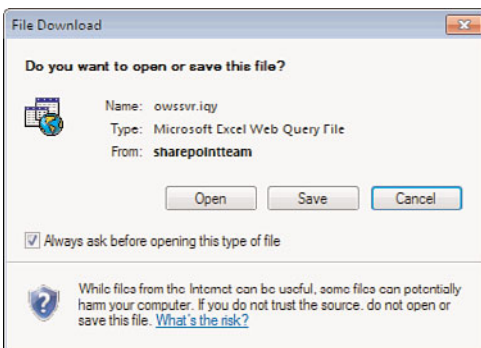 File Download
Do you want to open or save this file?
Name: owssvr.iqy
Type: Microsoft Excel Web Query File
From: sharepointteam
Open Save Cancel
Always ask before opening this type of file
While files from the Internet can be useful, some files can potentially
harm your computer. If you do not trust the source, do not open or
save this file. What's the risk?